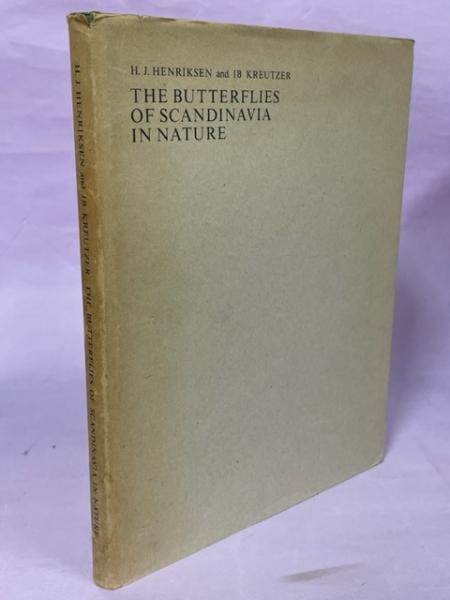 H. J. HENRIKSEN and IB KREUTZER
THE BUTTERFLIES
OF SCANDINAVIA
IN NATURE
H. J. HENRIKSEN and IB KREUTZER: THE BUTTERFLIES OF SCANDINAVIA IN NATURE